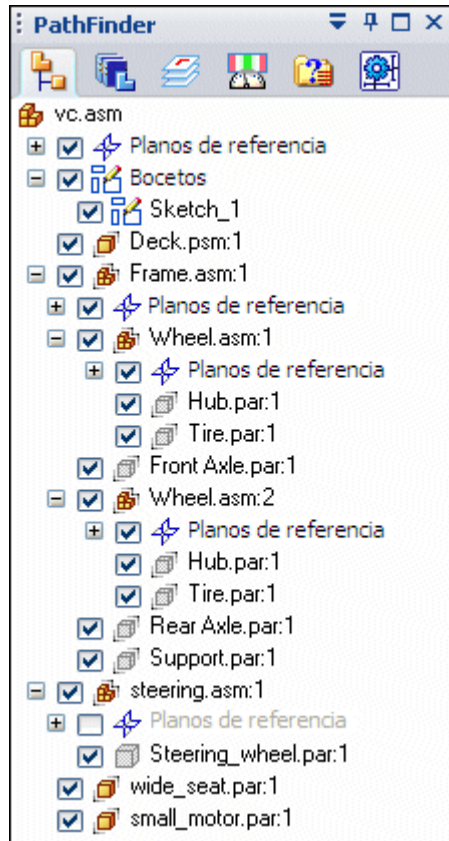 PathFinder
vc.asm
Planos de referencia
Bocetos
Sketch_1
Deck.psm:1
Frame.asm:1
Planos de referencia
Wheel.asm:1
Planos de referencia
Hub.par:1
Tire.par:1
Front Axle.par:1
Wheel.asm:2
Planos de referencia
Hub.par:1
Tire.par:1
Rear Axle.par:1
Support.par:1
steering.asm:1
Planos de referencia
Steering_wheel.par:1
wide_seat.par:1
small_motor.par:1